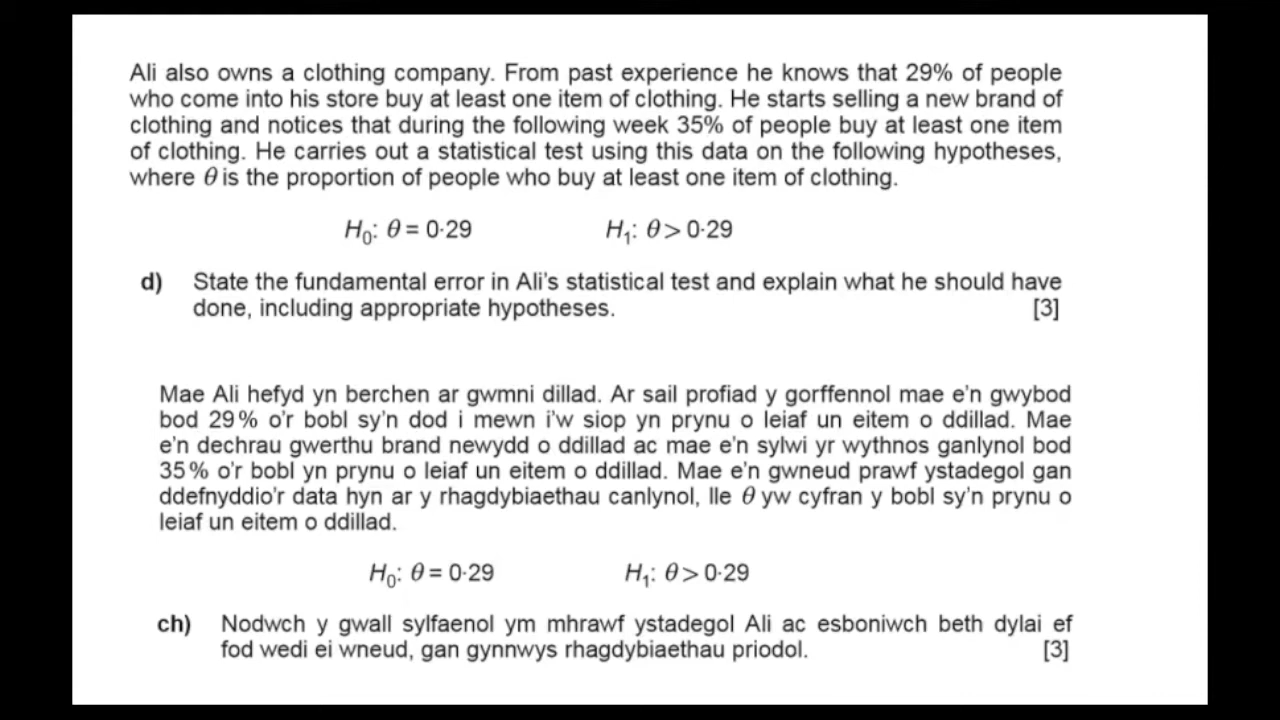 Ali also owns a clothing company. From past experience he knows that 29% of people
who come into his store buy at least one item of clothing. He starts selling a new brand of
clothing and notices that during the following week 35% of people buy at least one item
of clothing. He carries out a statistical test using this data on the following hypotheses,
where θ is the proportion of people who buy at least one item of clothing.
H₀: θ = 0·29 H₁: θ > 0·29
d) State the fundamental error in Ali's statistical test and explain what he should have
done, including appropriate hypotheses. [3]
Mae Ali hefyd yn berchen ar gwmni dillad. Ar sail profiad y gorffennol mae e'n gwybod
bod 29% o'r bobl sy'n dod i mewn i'w siop yn prynu o leiaf un eitem o ddillad. Mae
e'n dechrau gwerthu brand newydd o ddillad ac mae e'n sylwi yr wythnos ganlynol bod
35% o'r bobl yn prynu o leiaf un eitem o ddillad. Mae e'n gwneud prawf ystadegol gan
ddefnyddio'r data hyn ar y rhagdybiaethau canlynol, lle θ yw cyfran y bobl sy'n prynu o
leiaf un eitem o ddillad.
H₀: θ = 0·29 H₁: θ > 0·29
ch) Nodwch y gwall sylfaenol ym mhrawf ystadegol Ali ac esboniwch beth dylai ef
fod wedi ei wneud, gan gynnwys rhagdybiaethau priodol. [3]